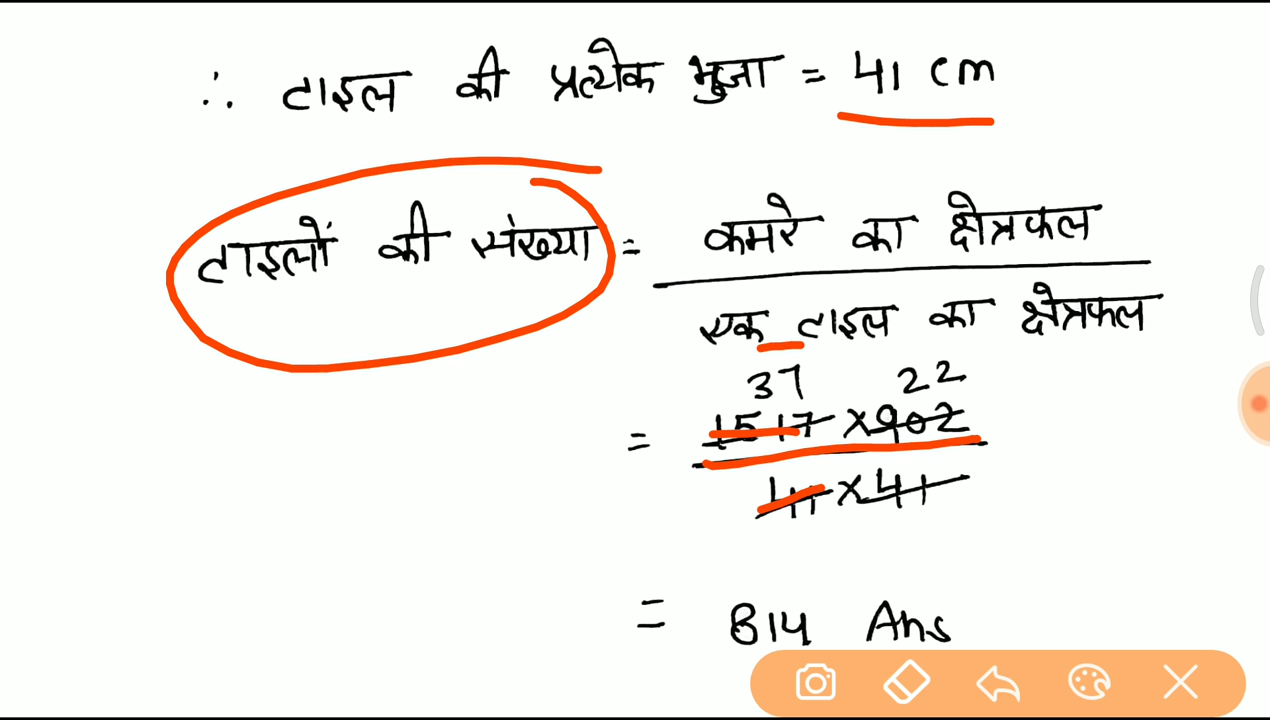 ∴ टाइल की प्रत्येक भुजा = 41 cm
टाइलों की संख्या = कमरे का क्षेत्रफल
एक टाइल का क्षेत्रफल
37 22
= 1517 × 902
41 × 41
= 814 Ans